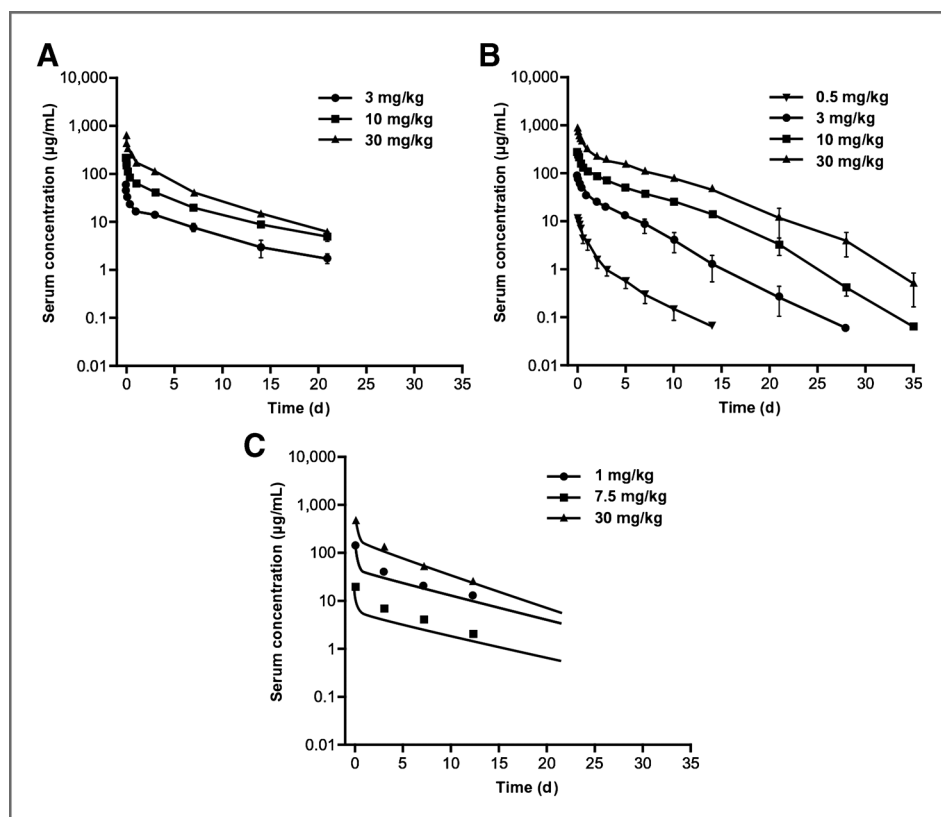 A
10,000
1,000
100
10
1
0.1
0.01
Serum concentration (µg/mL)
0 5 10 15 20 25 30 35
Time (d)
3 mg/kg
10 mg/kg
30 mg/kg
B
10,000
1,000
100
10
1
0.1
0.01
Serum concentration (µg/mL)
0 5 10 15 20 25 30 35
Time (d)
0.5 mg/kg
3 mg/kg
10 mg/kg
30 mg/kg
C
10,000
1,000
100
10
1
0.1
0.01
Serum concentration (µg/mL)
0 5 10 15 20 25 30 35
Time (d)
1 mg/kg
7.5 mg/kg
30 mg/kg